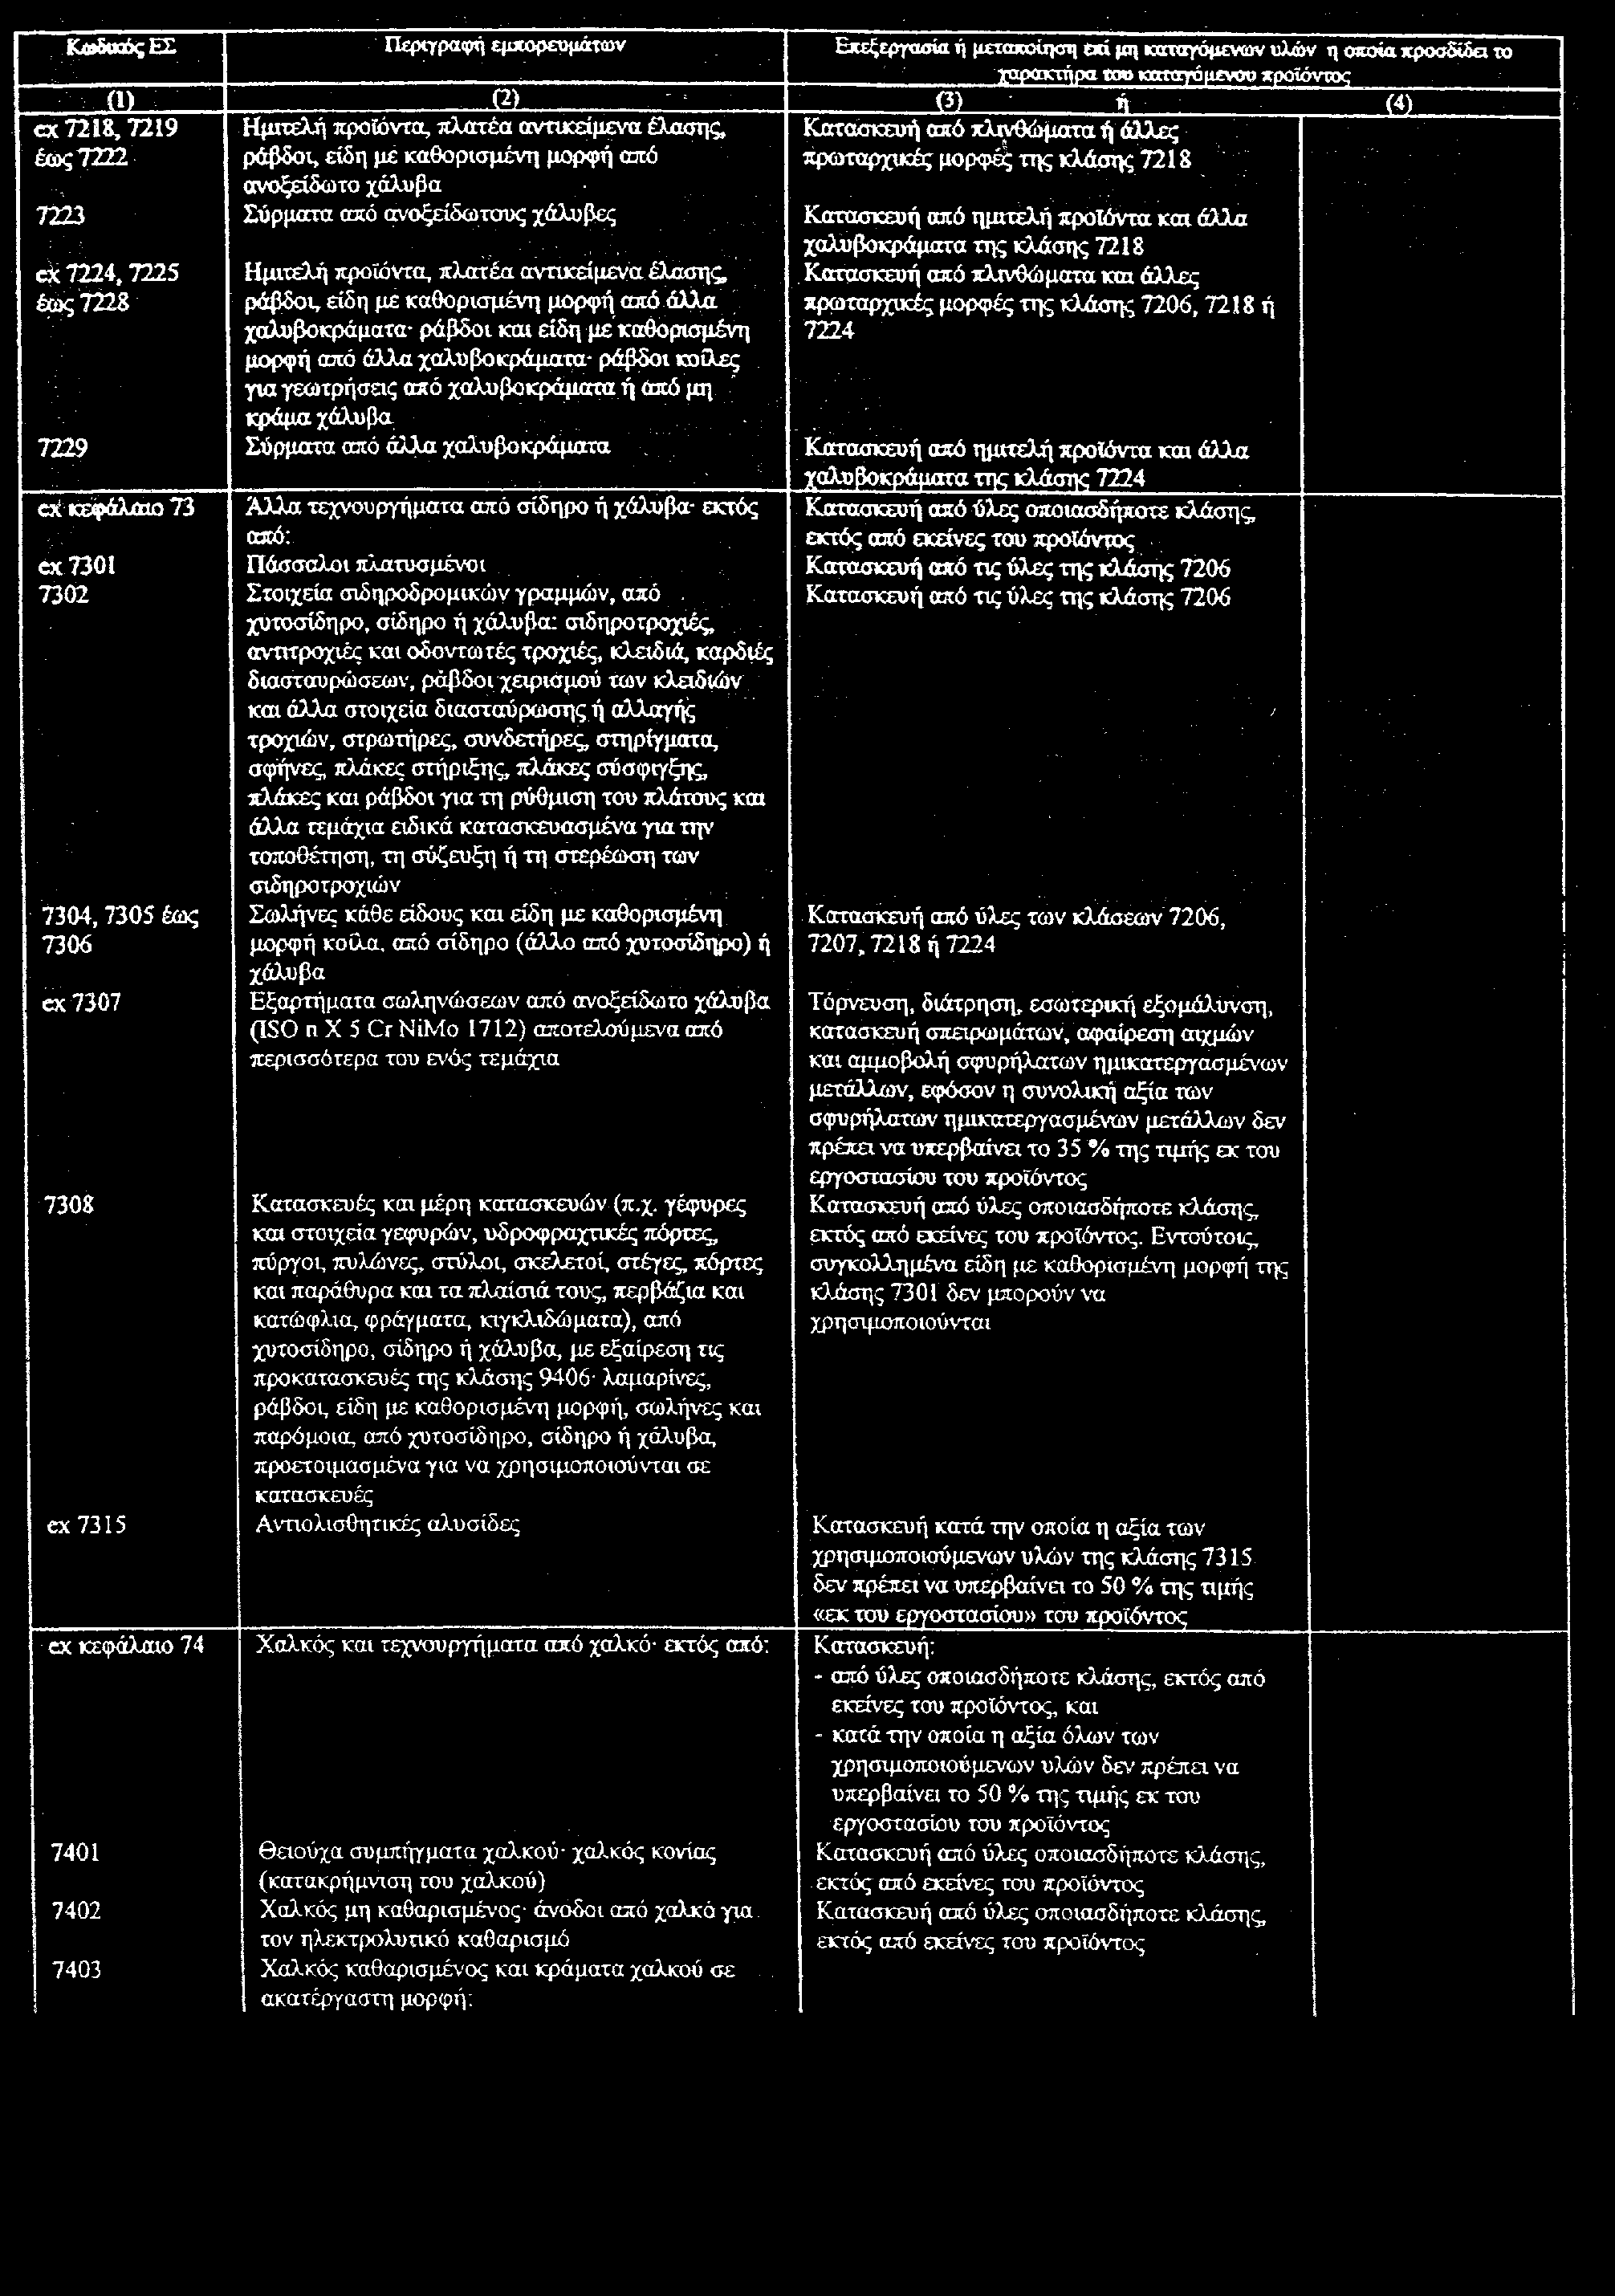 Κωδικός ΕΣ
Περιγραφή εμπορευμάτων
Επεξεργασία ή μεταποίηση επί μη καταγόμενων υλών η οποία προσδίδει το
χαρακτήρα του καταγόμενου προϊόντος
(1)
(2)
(3) ή (4)
ex 7218, 7219
έως 7222
Ημιτελή προϊόντα, πλατέα αντικείμενα έλασης,
ράβδοι, είδη με καθορισμένη μορφή από
ανοξείδωτο χάλυβα
Κατασκευή από πλινθώματα ή άλλες
πρωταρχικές μορφές της κλάσης 7218
7223
Σύρματα από ανοξείδωτους χάλυβες
Κατασκευή από ημιτελή προϊόντα και άλλα
χαλυβοκράματα της κλάσης 7218
ex 7224, 7225
έως 7228
Ημιτελή προϊόντα, πλατέα αντικείμενα έλασης,
ράβδοι, είδη με καθορισμένη μορφή από άλλα
χαλυβοκράματα· ράβδοι και είδη με καθορισμένη
μορφή από άλλα χαλυβοκράματα· ράβδοι κοίλες
για γεωτρήσεις από χαλυβοκράματα ή από μη
κράμα χάλυβα
Κατασκευή από πλινθώματα και άλλες
πρωταρχικές μορφές της κλάσης 7206, 7218 ή
7224
7229
Σύρματα από άλλα χαλυβοκράματα
Κατασκευή από ημιτελή προϊόντα και άλλα
χαλυβοκράματα της κλάσης 7224
ex κεφάλαιο 73
Άλλα τεχνουργήματα από σίδηρο ή χάλυβα· εκτός
από:
Κατασκευή από ύλες οποιασδήποτε κλάσης,
εκτός από εκείνες του προϊόντος
ex 7301
Πάσσαλοι πλατυσμένοι
Κατασκευή από τις ύλες της κλάσης 7206
7302
Στοιχεία σιδηροδρομικών γραμμών, από
χυτοσίδηρο, σίδηρο ή χάλυβα: σιδηροτροχιές,
αντιτροχιές και οδοντωτές τροχιές, κλειδιά, καρδιές
διασταυρώσεων, ράβδοι χειρισμού των κλειδιών
και άλλα στοιχεία διασταύρωσης ή αλλαγής
τροχιών, στρωτήρες, συνδετήρες, στηρίγματα,
σφήνες, πλάκες στήριξης, πλάκες σύσφιγξης,
πλάκες και ράβδοι για τη ρύθμιση του πλάτους και
άλλα τεμάχια ειδικά κατασκευασμένα για την
τοποθέτηση, τη σύζευξη ή τη στερέωση των
σιδηροτροχιών
Κατασκευή από τις ύλες της κλάσης 7206
7304, 7305 έως
7306
Σωλήνες κάθε είδους και είδη με καθορισμένη
μορφή κοίλα, από σίδηρο (άλλο από χυτοσίδηρο) ή
χάλυβα
Κατασκευή από ύλες των κλάσεων 7206,
7207, 7218 ή 7224
ex 7307
Εξαρτήματα σωληνώσεων από ανοξείδωτο χάλυβα
(ISO n X 5 Cr NiMo 1712) αποτελούμενα από
περισσότερα του ενός τεμάχια
Τόρνευση, διάτρηση, εσωτερική εξομάλυνση,
κατασκευή σπειρωμάτων, αφαίρεση αιχμών
και αμμοβολή σφυρήλατων ημικατεργασμένων
μετάλλων, εφόσον η συνολική αξία των
σφυρήλατων ημικατεργασμένων μετάλλων δεν
πρέπει να υπερβαίνει το 35 % της τιμής εκ του
εργοστασίου του προϊόντος
7308
Κατασκευές και μέρη κατασκευών (π.χ. γέφυρες
και στοιχεία γεφυρών, υδροφραχτικές πόρτες,
πύργοι, πυλώνες, στύλοι, σκελετοί, στέγες, πόρτες
και παράθυρα και τα πλαίσιά τους, περβάζια και
κατώφλια, φράγματα, κιγκλιδώματα), από
χυτοσίδηρο, σίδηρο ή χάλυβα, με εξαίρεση τις
προκατασκευές της κλάσης 9406· λαμαρίνες,
ράβδοι, είδη με καθορισμένη μορφή, σωλήνες και
παρόμοια, από χυτοσίδηρο, σίδηρο ή χάλυβα,
προετοιμασμένα για να χρησιμοποιούνται σε
κατασκευές
Κατασκευή από ύλες οποιασδήποτε κλάσης,
εκτός από εκείνες του προϊόντος. Εντούτοις,
συγκολλημένα είδη με καθορισμένη μορφή της
κλάσης 7301 δεν μπορούν να
χρησιμοποιούνται
ex 7315
Αντιολισθητικές αλυσίδες
Κατασκευή κατά την οποία η αξία των
χρησιμοποιούμενων υλών της κλάσης 7315
δεν πρέπει να υπερβαίνει το 50 % της τιμής
«εκ του εργοστασίου» του προϊόντος
ex κεφάλαιο 74
Χαλκός και τεχνουργήματα από χαλκό· εκτός από:
Κατασκευή:
- από ύλες οποιασδήποτε κλάσης, εκτός από
εκείνες του προϊόντος, και
- κατά την οποία η αξία όλων των
χρησιμοποιούμενων υλών δεν πρέπει να
υπερβαίνει το 50 % της τιμής εκ του
εργοστασίου του προϊόντος
7401
Θειούχα συμπήγματα χαλκού· χαλκός κονίας
(κατακρήμνιση του χαλκού)
Κατασκευή από ύλες οποιασδήποτε κλάσης,
εκτός από εκείνες του προϊόντος
7402
Χαλκός μη καθαρισμένος· άνοδοι από χαλκό για
τον ηλεκτρολυτικό καθαρισμό
Κατασκευή από ύλες οποιασδήποτε κλάσης,
εκτός από εκείνες του προϊόντος
7403
Χαλκός καθαρισμένος και κράματα χαλκού σε
ακατέργαστη μορφή: